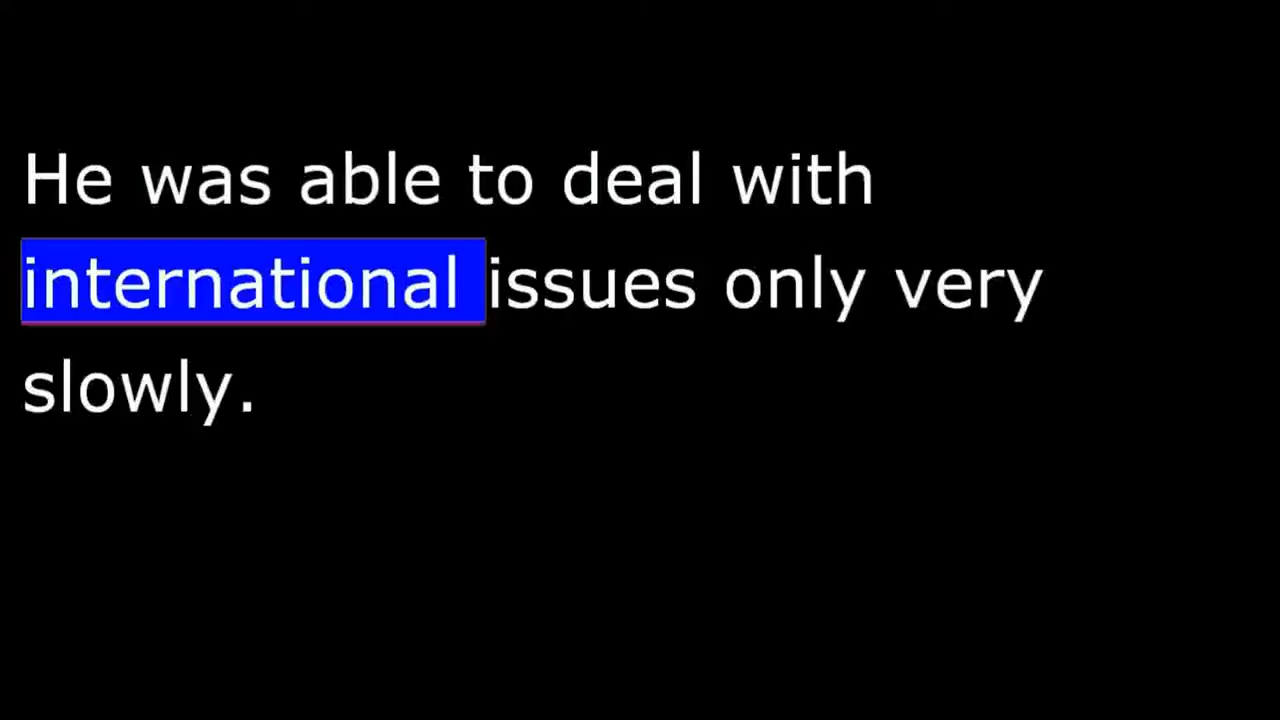 He was able to deal with
international issues only very
slowly.